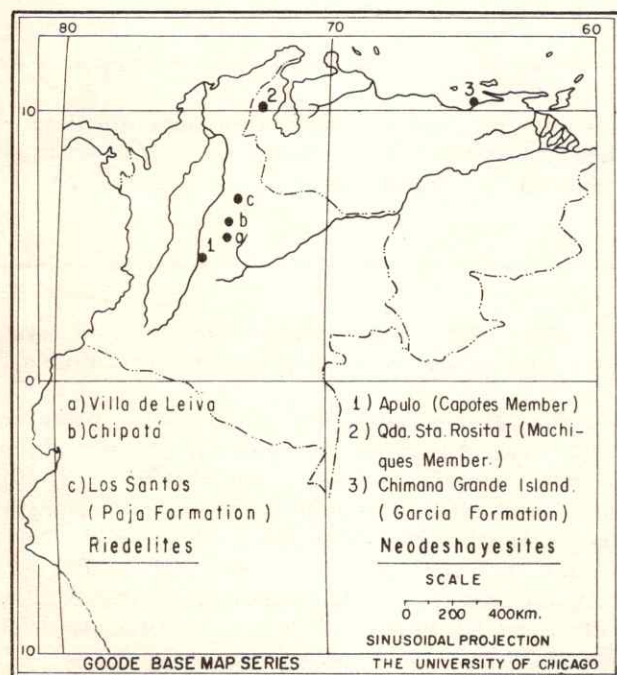 80 70 60
10 10
2
3
c
b
a
1
0 0
a) Villa de Leiva
b) Chipatá
c) Los Santos
( Paja Formation )
Riedelites
1) Apulo (Capotes Member)
2) Qda. Sta. Rosita I (Machi-
ques Member.)
3) Chimana Grande Island.
( Garcia Formation)
Neodeshayesites
SCALE
0 200 400Km.
SINUSOIDAL PROJECTION
10 10
GOODE BASE MAP SERIES THE UNIVERSITY OF CHICAGO